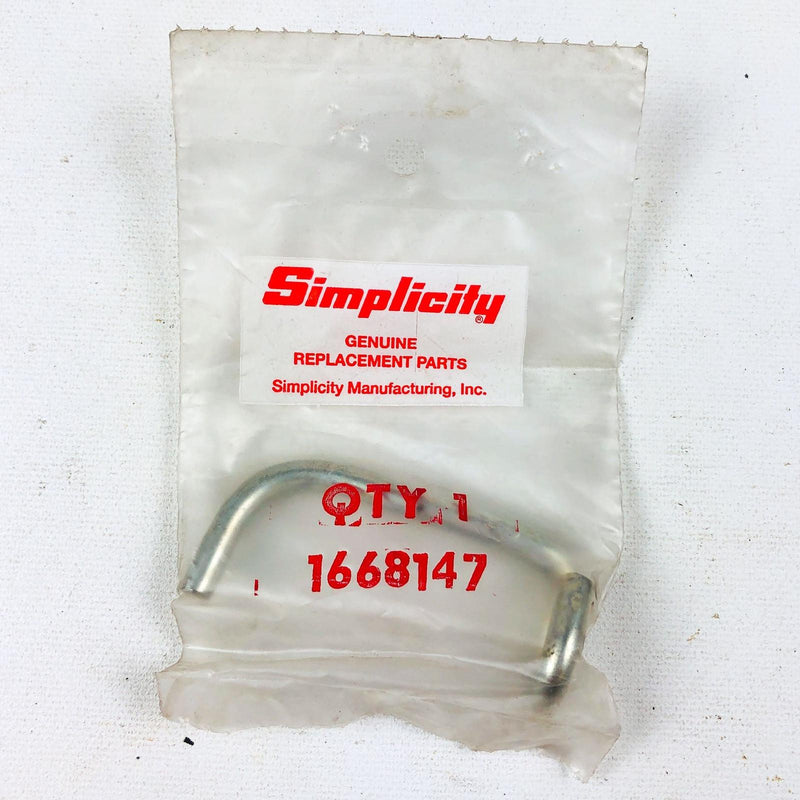 Simplicity®
GENUINE
REPLACEMENT PARTS
Simplicity Manufacturing, Inc.
QTY 1
1668147